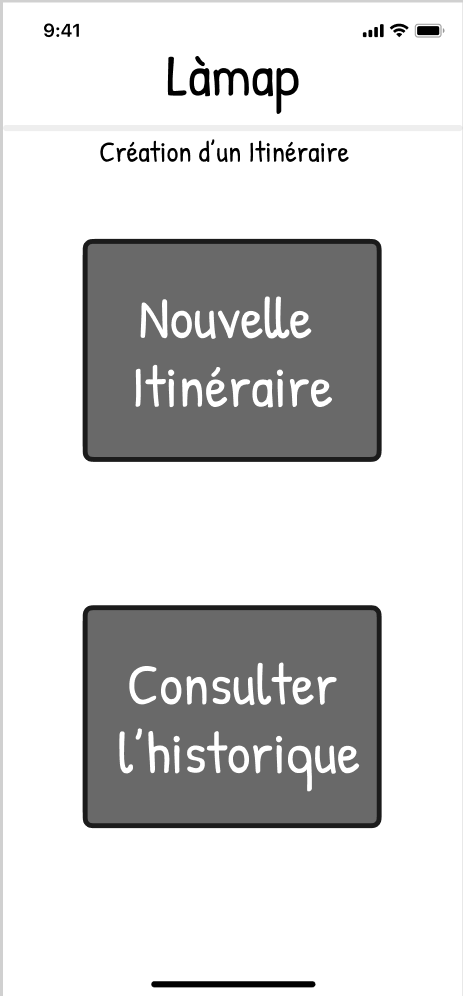 9:41
Làmap
Création d'un Itinéraire
Nouvelle
Itinéraire
Consulter
l'historique